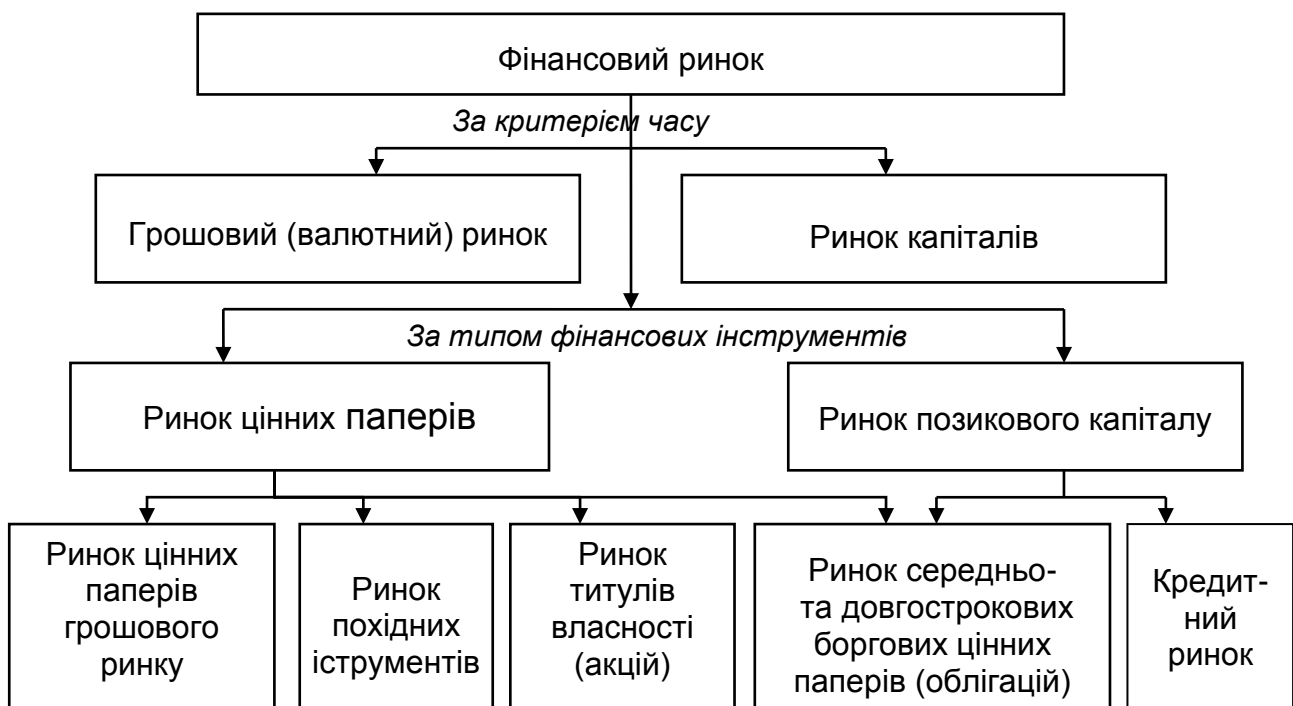 Фінансовий ринок
За критерієм часу
Грошовий (валютний) ринок
Ринок капіталів
За типом фінансових інструментів
Ринок цінних паперів
Ринок позикового капіталу
Ринок цінних
паперів
грошового
ринку
Ринок
похідних
іструментів
Ринок
титулів
власності
(акцій)
Ринок середньо-
та довгострокових
боргових цінних
паперів (облігацій)
Кредит-
ний
ринок